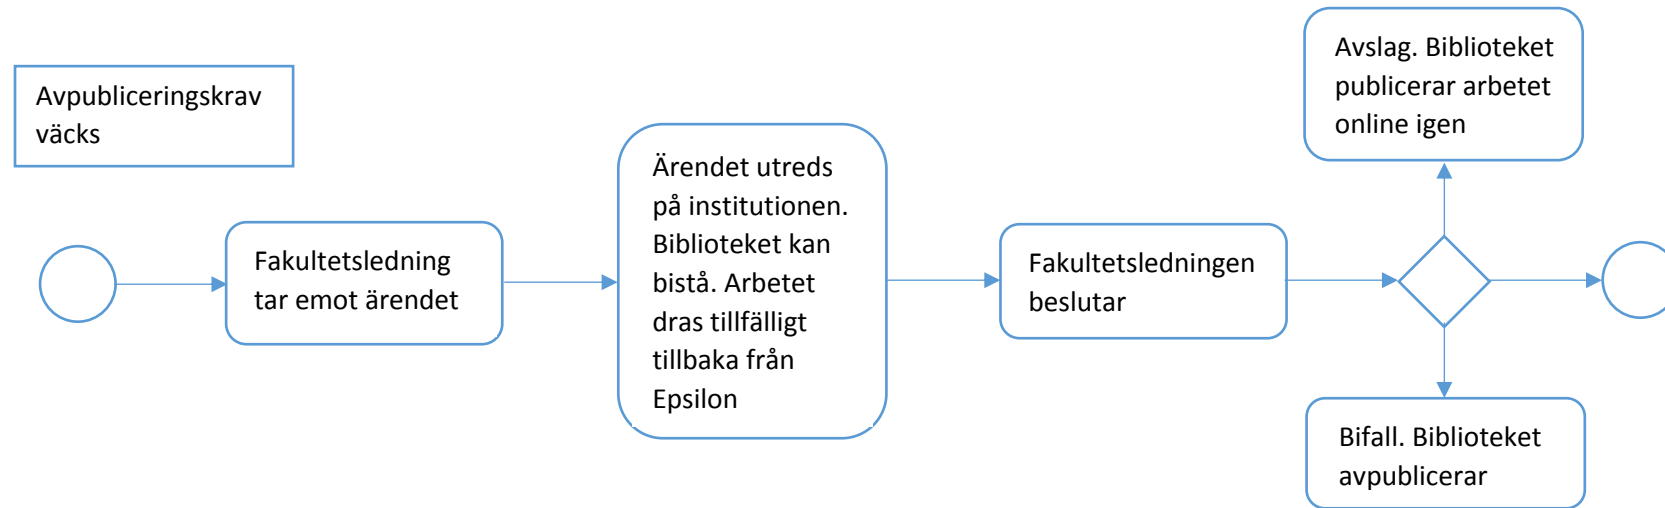 Avpubliceringskrav
väcks
Fakultetsledning
tar emot ärendet
Ärendet utreds
på institutionen.
Biblioteket kan
bistå. Arbetet
dras tillfälligt
tillbaka från
Epsilon
Fakultetsledningen
beslutar
Avslag. Biblioteket
publicerar arbetet
online igen
Bifall. Biblioteket
avpublicerar